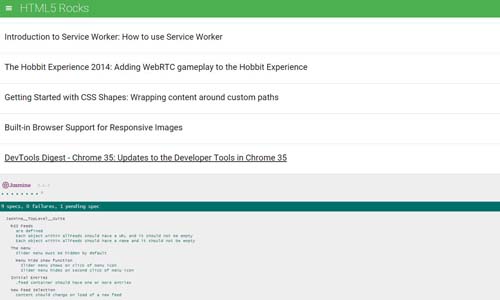 HTML5 Rocks
Introduction to Service Worker: How to use Service Worker
The Hobbit Experience 2014: Adding WebRTC gameplay to the Hobbit Experience
Getting Started with CSS Shapes: Wrapping content around custom paths
Built-in Browser Support for Responsive Images
DevTools Digest - Chrome 35: Updates to the Developer Tools in Chrome 35
Jasmine
9 specs, 0 failures, 1 pending spec
Jasmine__TopLevel__Suite
RSS Feeds
are defined
Each object within allFeeds should have a URL and it should not be empty
Each object within allFeeds should have a name and it should not be empty
The menu
Slider menu must be hidden by default
Menu hide show function
Slider menu shows on click of menu icon
Slider menu hides on second click of menu icon
Initial Entries
.feed container should have one or more entries
New Feed Selection
content should change on load of a new feed